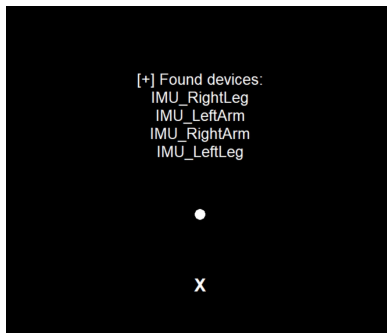 [+] Found devices:
IMU_RightLeg
IMU_LeftArm
IMU_RightArm
IMU_LeftLeg
X